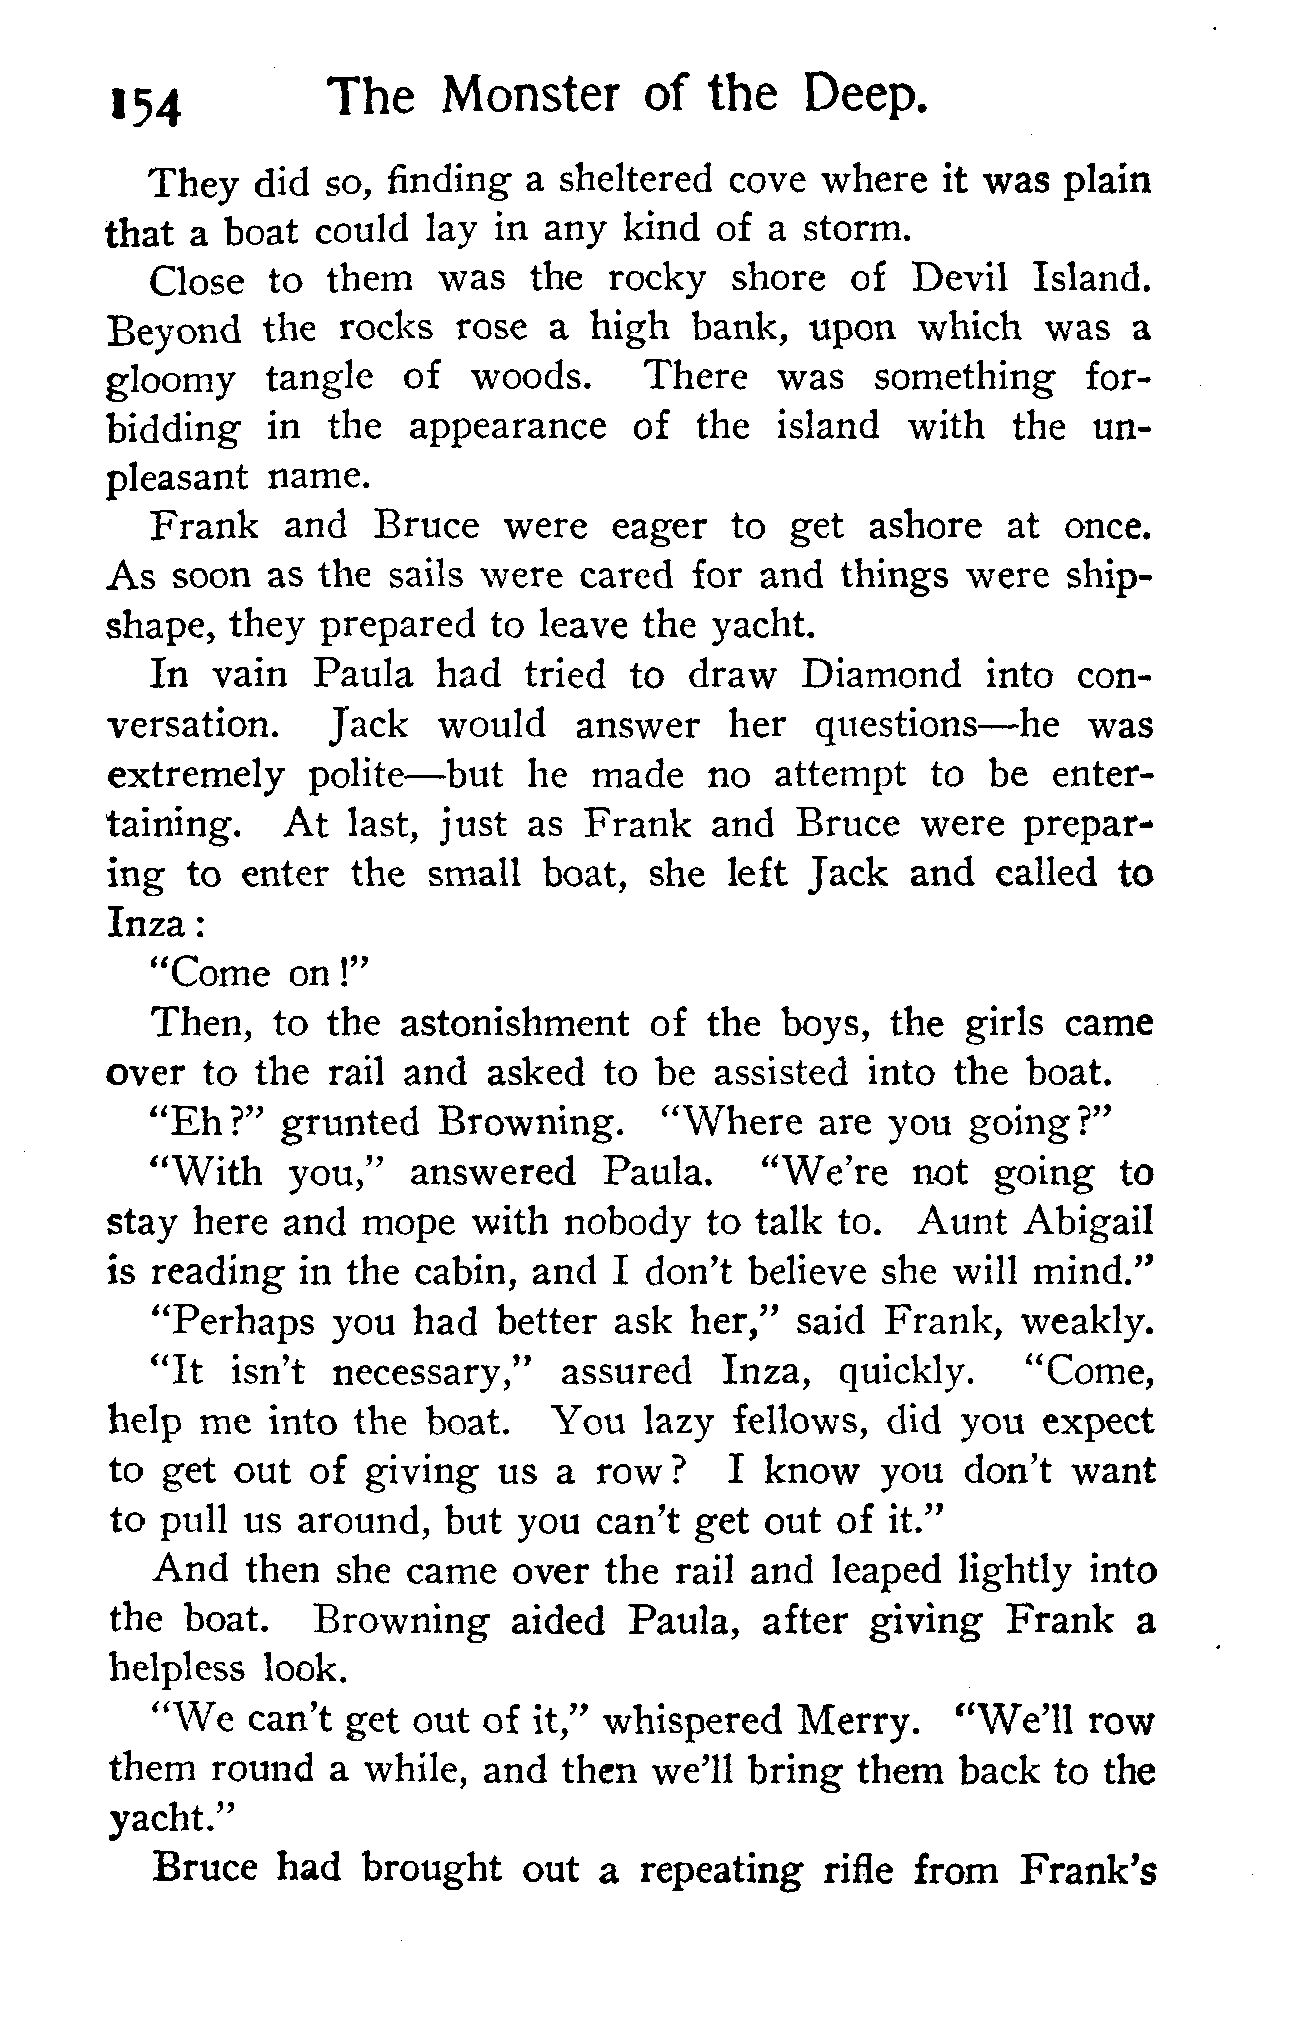 154 The Monster of the Deep.
They did so, finding a sheltered cove where it was plain
that a boat could lay in any kind of a storm.
Close to them was the rocky shore of Devil Island.
Beyond the rocks rose a high bank, upon which was a
gloomy tangle of woods. There was something for-
bidding in the appearance of the island with the un-
pleasant name.
Frank and Bruce were eager to get ashore at once.
As soon as the sails were cared for and things were ship-
shape, they prepared to leave the yacht.
In vain Paula had tried to draw Diamond into con-
versation. Jack would answer her questions—he was
extremely polite—but he made no attempt to be enter-
taining. At last, just as Frank and Bruce were prepar-
ing to enter the small boat, she left Jack and called to
Inza:
"Come on!"
Then, to the astonishment of the boys, the girls came
over to the rail and asked to be assisted into the boat.
"Eh?" grunted Browning. "Where are you going?"
"With you," answered Paula. "We're not going to
stay here and mope with nobody to talk to. Aunt Abigail
is reading in the cabin, and I don't believe she will mind."
"Perhaps you had better ask her," said Frank, weakly.
"It isn't necessary," assured Inza, quickly. "Come,
help me into the boat. You lazy fellows, did you expect
to get out of giving us a row? I know you don't want
to pull us around, but you can't get out of it."
And then she came over the rail and leaped lightly into
the boat. Browning aided Paula, after giving Frank a
helpless look.
"We can't get out of it," whispered Merry. "We'll row
them round a while, and then we'll bring them back to the
yacht."
Bruce had brought out a repeating rifle from Frank's